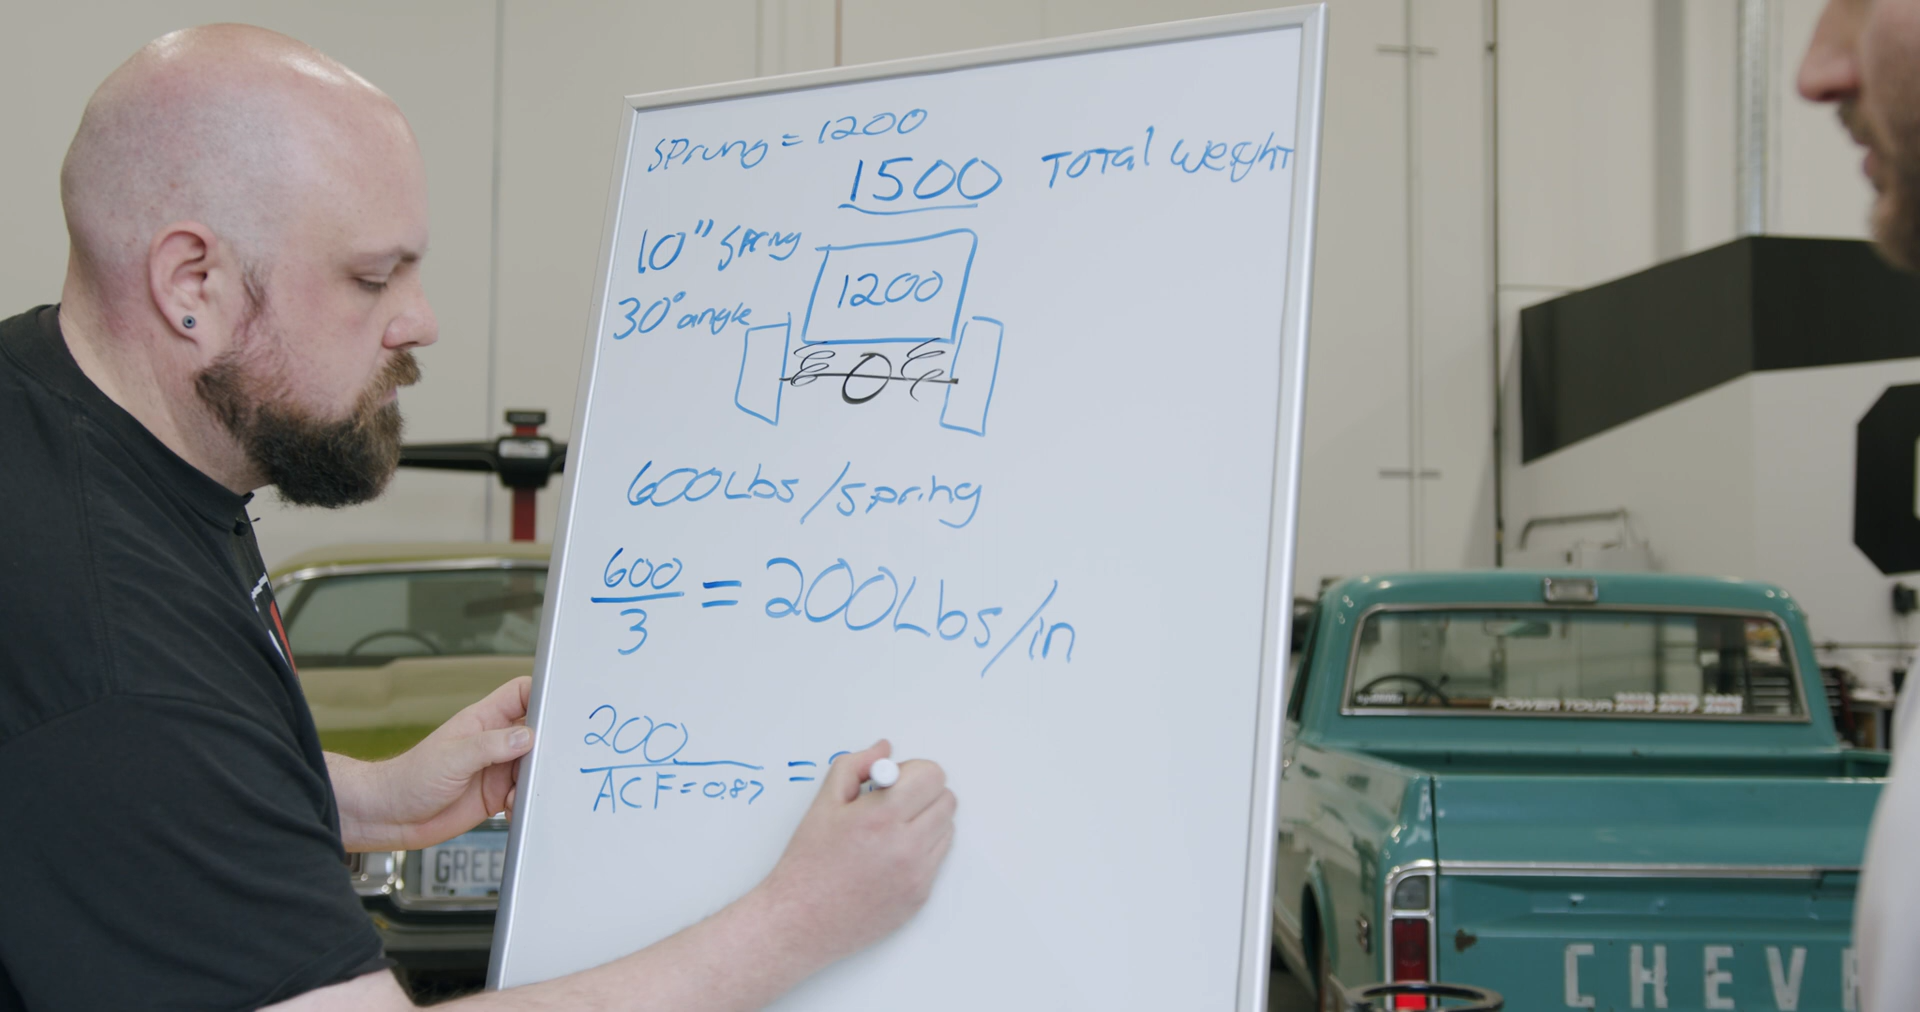 Sprung = 1200
1500 Total Weight
10" Spring
1200
30° angle
600Lbs/Spring
600
3
= 200Lbs/in
200
ACF=0.87
=
GREE
POWER TOUR
CHEV